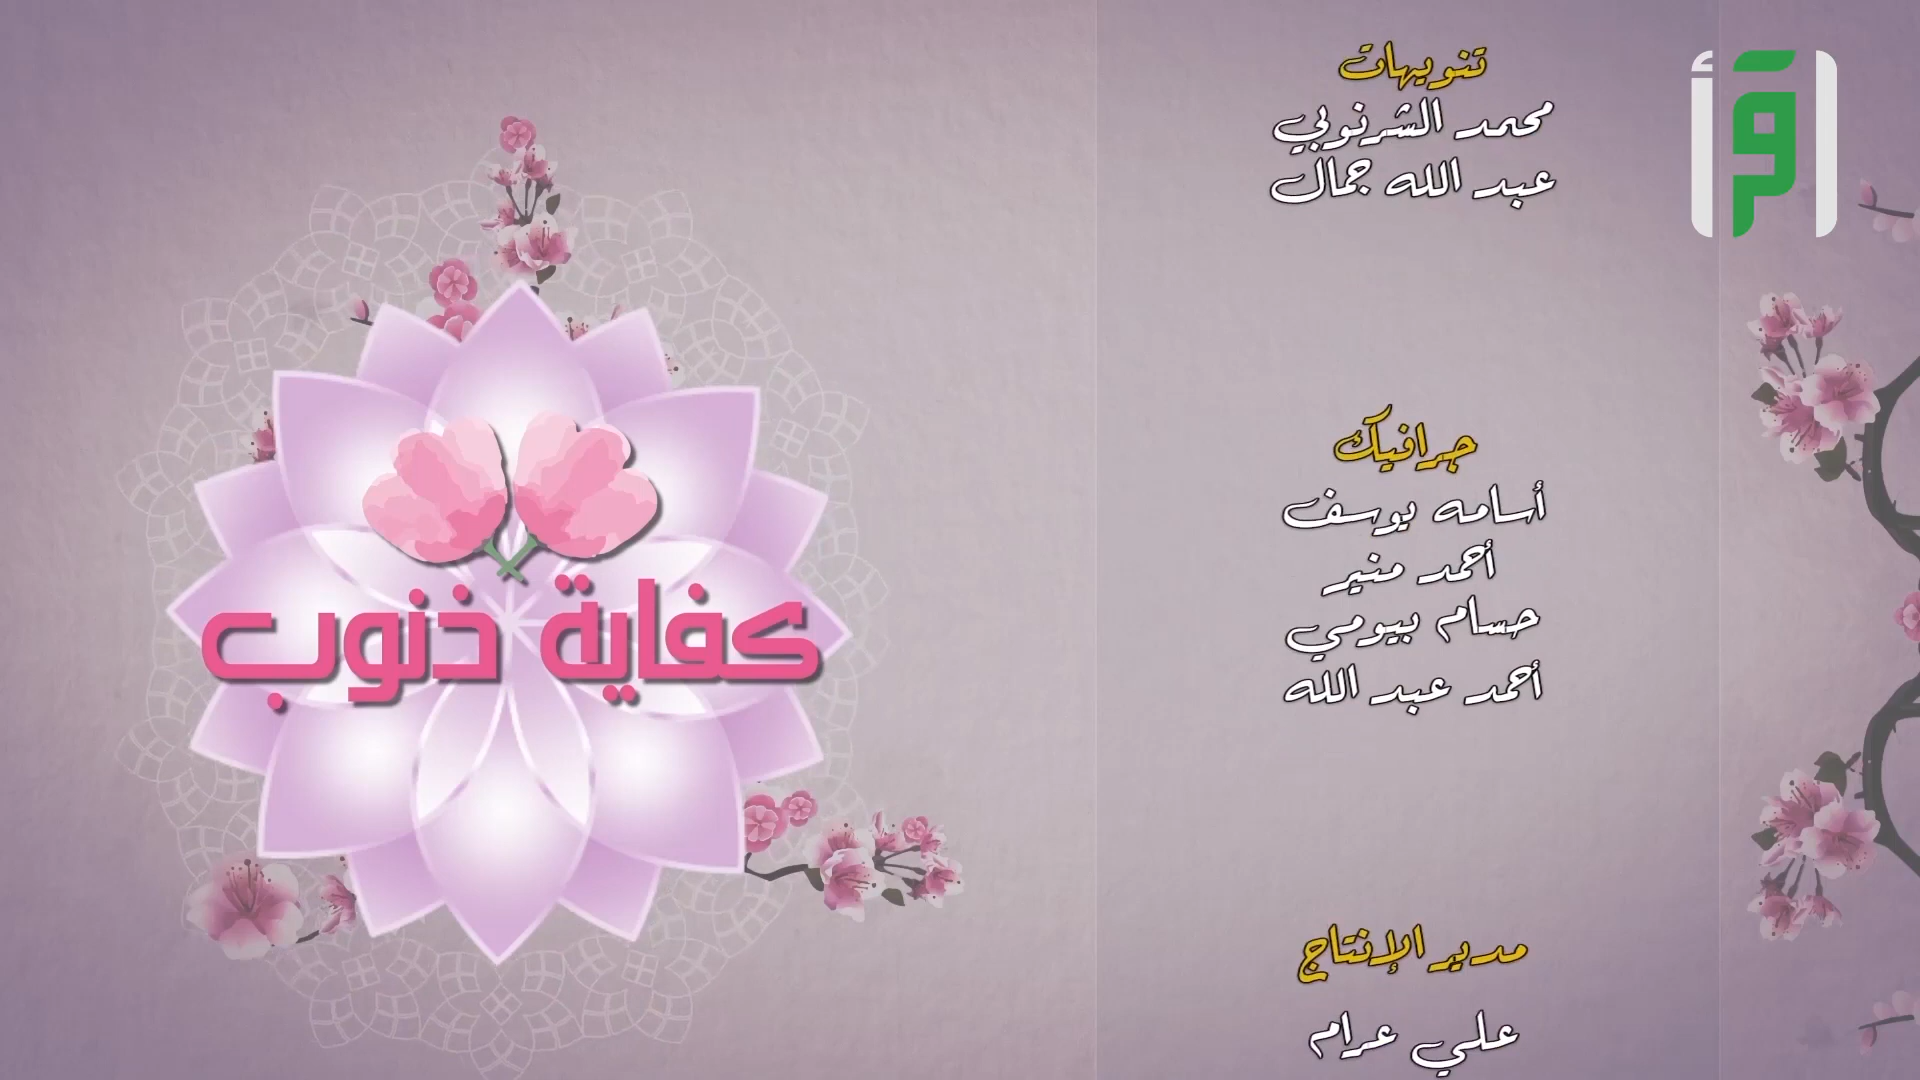 تنويهات
محمد الشرنوبي
عبد الله جمال
اقرأ
جرافيك
أسامه يوسف
أحمد منير
حسام بيومي
أحمد عبد الله
كفاية ذنوب
مدير الإنتاج
علي عرام